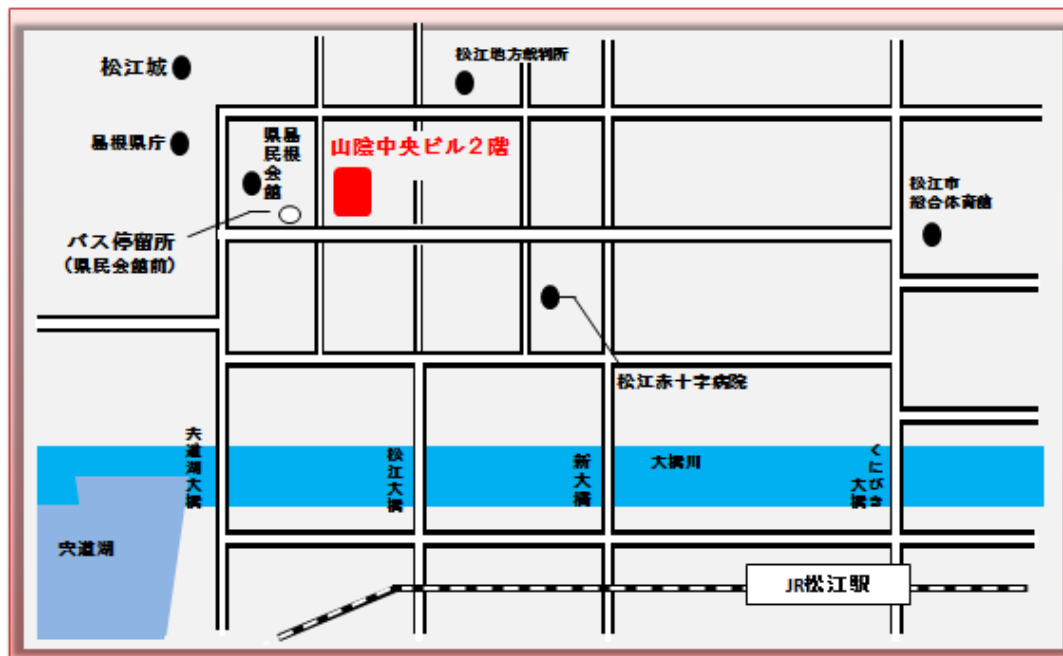 松江城
松江地方裁判所
島根県庁
島根
県民会館
山陰中央ビル２階
松江市
総合体育館
バス停留所
（県民会館前）
松江赤十字病院
宍道湖大橋
松江大橋
新大橋
大橋川
くにびき
大橋
宍道湖
JR松江駅